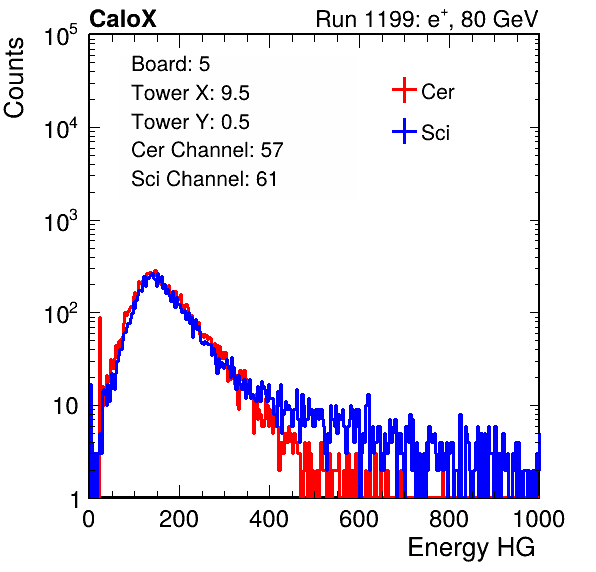 CaloX Run 1199: e⁺, 80 GeV
Counts
Board: 5
Tower X: 9.5
Tower Y: 0.5
Cer Channel: 57
Sci Channel: 61
Cer
Sci
10⁵
10⁴
10³
10²
10
1
0 200 400 600 800 1000
Energy HG